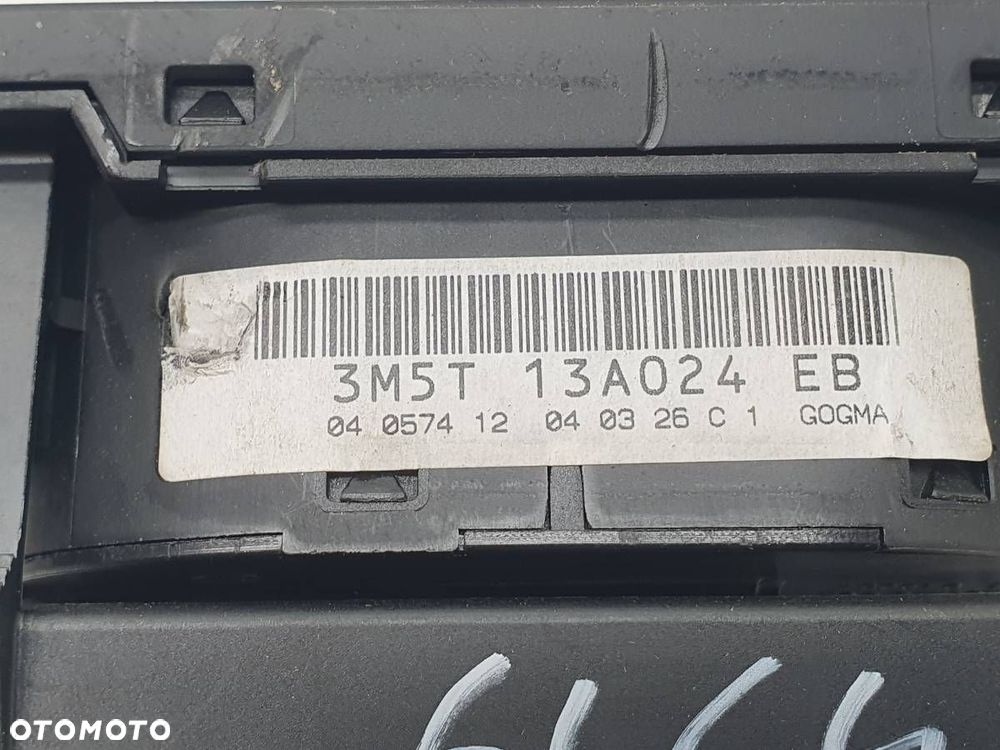 3M5T 13A024 EB
04 0574 12 04 03 26 C 1 GOGMA
OTOMOTO